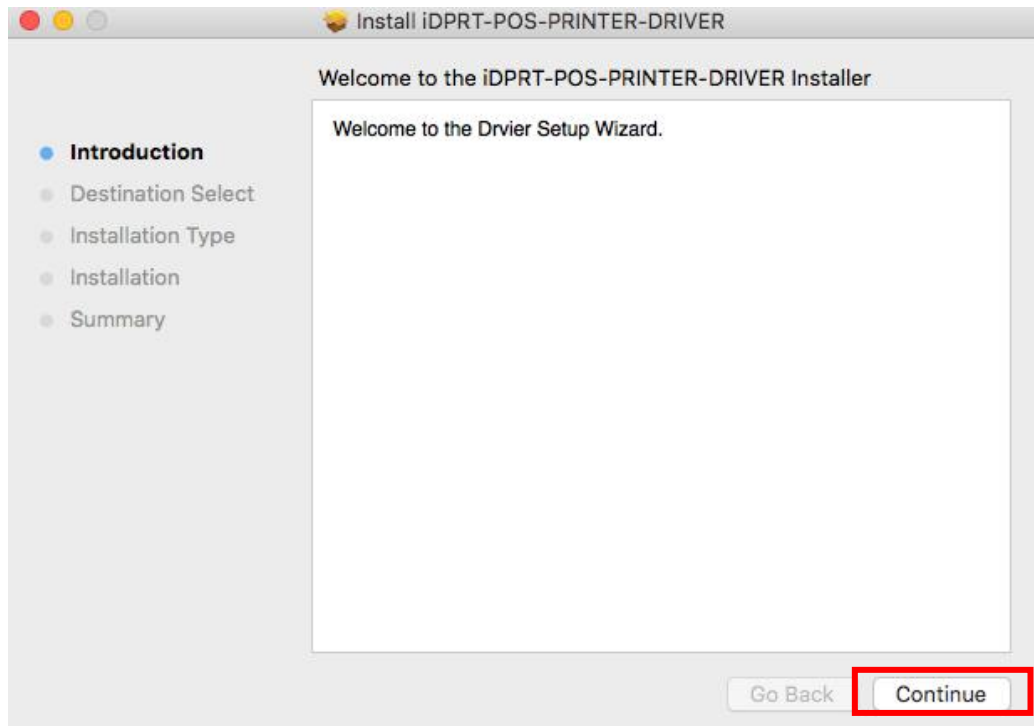 Install iDPRT-POS-PRINTER-DRIVER
Welcome to the iDPRT-POS-PRINTER-DRIVER Installer
Welcome to the Drvier Setup Wizard.
Introduction
Destination Select
Installation Type
Installation
Summary
Go Back
Continue